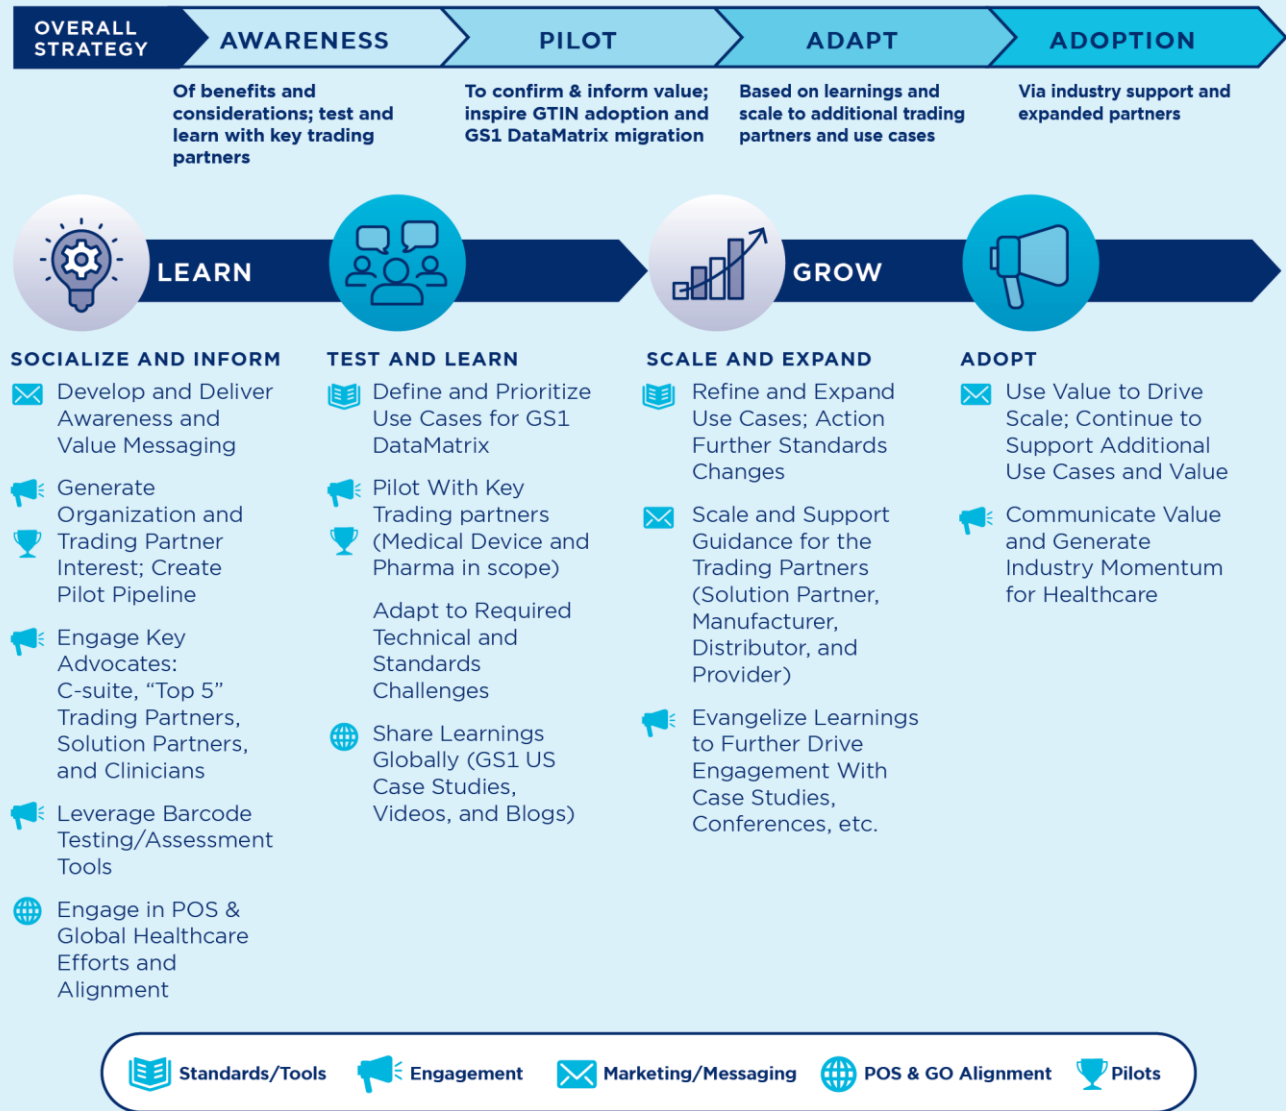 OVERALL
STRATEGY
AWARENESS
PILOT
ADAPT
ADOPTION
Of benefits and
considerations; test and
learn with key trading
partners
To confirm & inform value;
inspire GTIN adoption and
GS1 DataMatrix migration
Based on learnings and
scale to additional trading
partners and use cases
Via industry support and
expanded partners
LEARN
GROW
SOCIALIZE AND INFORM
Develop and Deliver
Awareness and
Value Messaging
Generate
Organization and
Trading Partner
Interest; Create
Pilot Pipeline
Engage Key
Advocates:
C-suite, “Top 5”
Trading Partners,
Solution Partners,
and Clinicians
Leverage Barcode
Testing/Assessment
Tools
Engage in POS &
Global Healthcare
Efforts and
Alignment
TEST AND LEARN
Define and Prioritize
Use Cases for GS1
DataMatrix
Pilot With Key
Trading partners
(Medical Device and
Pharma in scope)
Adapt to Required
Technical and
Standards
Challenges
Share Learnings
Globally (GS1 US
Case Studies,
Videos, and Blogs)
SCALE AND EXPAND
Refine and Expand
Use Cases; Action
Further Standards
Changes
Scale and Support
Guidance for the
Trading Partners
(Solution Partner,
Manufacturer,
Distributor, and
Provider)
Evangelize Learnings
to Further Drive
Engagement With
Case Studies,
Conferences, etc.
ADOPT
Use Value to Drive
Scale; Continue to
Support Additional
Use Cases and Value
Communicate Value
and Generate
Industry Momentum
for Healthcare
Standards/Tools
Engagement
Marketing/Messaging
POS & GO Alignment
Pilots